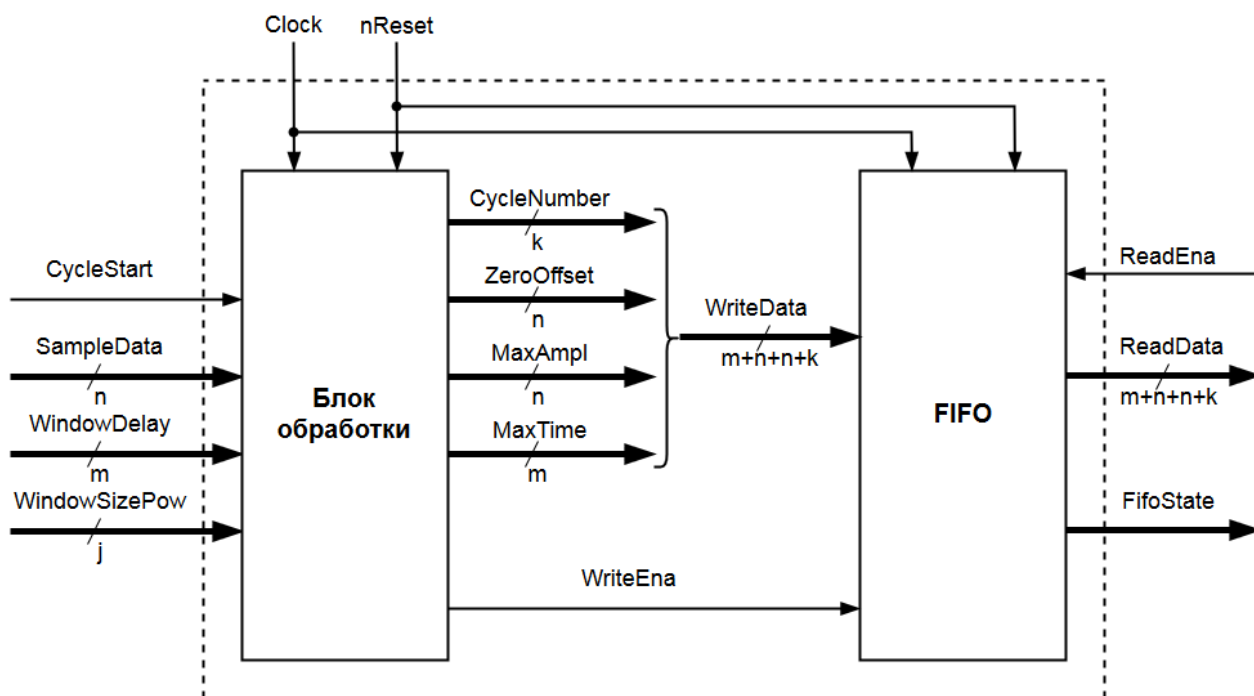 Clock
nReset
CycleStart
SampleData
n
WindowDelay
m
WindowSizePow
j
Блок
обработки
CycleNumber
k
ZeroOffset
n
MaxAmpl
n
MaxTime
m
WriteData
m+n+n+k
WriteEna
FIFO
ReadEna
ReadData
m+n+n+k
FifoState